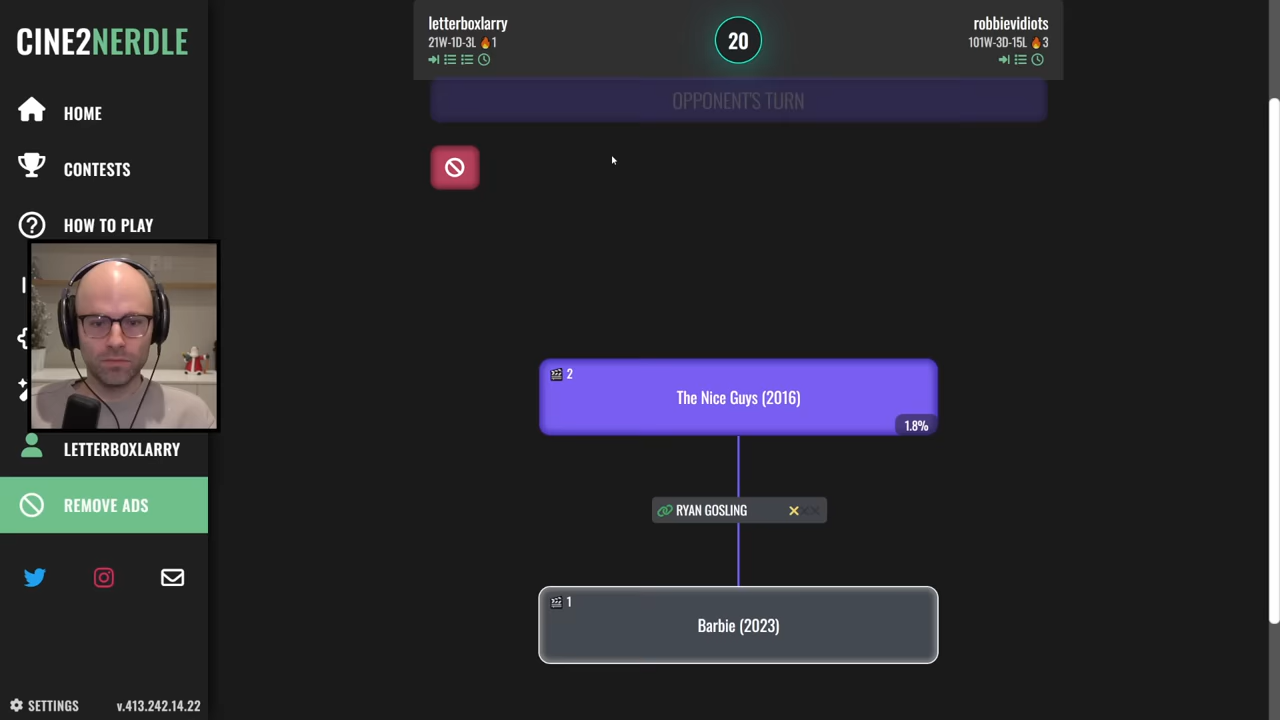 CINE2NERDLE
HOME
CONTESTS
HOW TO PLAY
LETTERBOXLARRY
REMOVE ADS
SETTINGS
v.413.242.14.22
letterboxlarry
21W-1D-3L 🔥1
20
robbievidiots
101W-3D-15L 🔥3
OPPONENT'S TURN
2
The Nice Guys (2016)
1.8%
RYAN GOSLING
1
Barbie (2023)